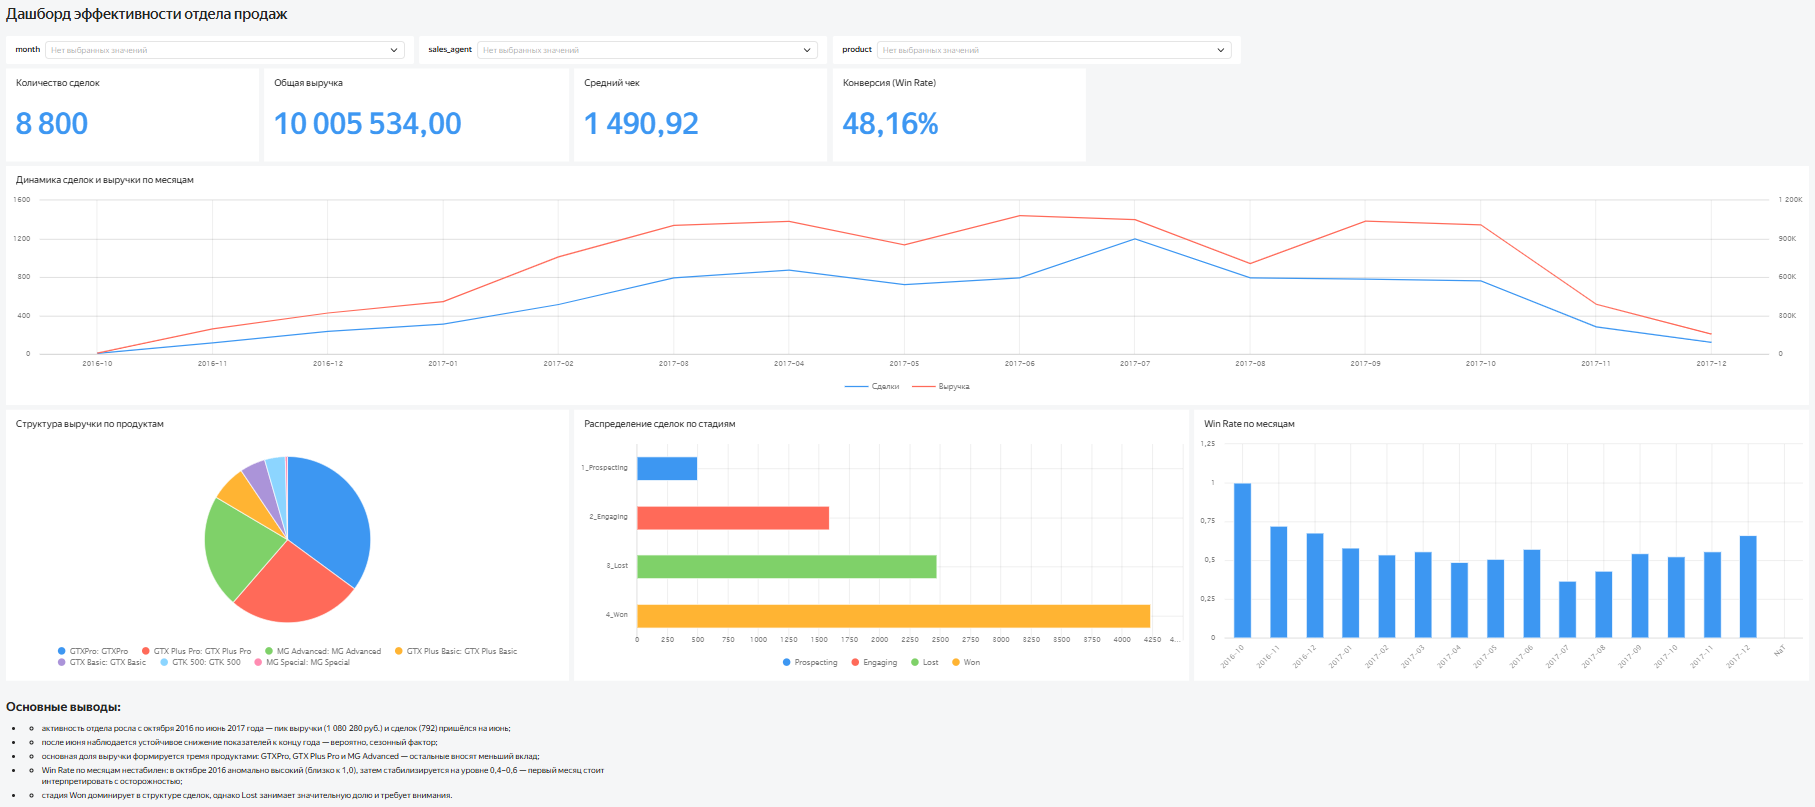 Дашборд эффективности отдела продаж
month Нет выбранных значений
sales_agent Нет выбранных значений
product Нет выбранных значений
Количество сделок
8 800
Общая выручка
10 005 534,00
Средний чек
1 490,92
Конверсия (Win Rate)
48,16%
Динамика сделок и выручки по месяцам
1600
1200
800
400
0
1 200K
900K
600K
300K
0
2016-10 2016-11 2016-12 2017-01 2017-02 2017-03 2017-04 2017-05 2017-06 2017-07 2017-08 2017-09 2017-10 2017-11 2017-12
Сделки Выручка
Структура выручки по продуктам
GTXPro: GTXPro GTX Plus Pro: GTX Plus Pro MG Advanced: MG Advanced GTX Plus Basic: GTX Plus Basic
GTX Basic: GTX Basic GTK 500: GTK 500 MG Special: MG Special
Распределение сделок по стадиям
1_Prospecting
2_Engaging
3_Lost
4_Won
0 250 500 750 1000 1250 1500 1750 2000 2250 2500 2750 3000 3250 3500 3750 4000 4250 4...
Prospecting Engaging Lost Won
Win Rate по месяцам
1,25
1
0,75
0,5
0,25
0
2016-10 2016-11 2016-12 2017-01 2017-02 2017-03 2017-04 2017-05 2017-06 2017-07 2017-08 2017-09 2017-10 2017-11 2017-12 NaT
Основные выводы:
активность отдела росла с октября 2016 по июнь 2017 года — пик выручки (1 080 280 руб.) и сделок (792) пришёлся на июнь;
после июня наблюдается устойчивое снижение показателей к концу года — вероятно, сезонный фактор;
основная доля выручки формируется тремя продуктами: GTXPro, GTX Plus Pro и MG Advanced — остальные вносят меньший вклад;
Win Rate по месяцам нестабилен: в октябре 2016 аномально высокий (близко к 1,0), затем стабилизируется на уровне 0,4–0,6 — первый месяц стоит
интерпретировать с осторожностью;
стадия Won доминирует в структуре сделок, однако Lost занимает значительную долю и требует внимания.